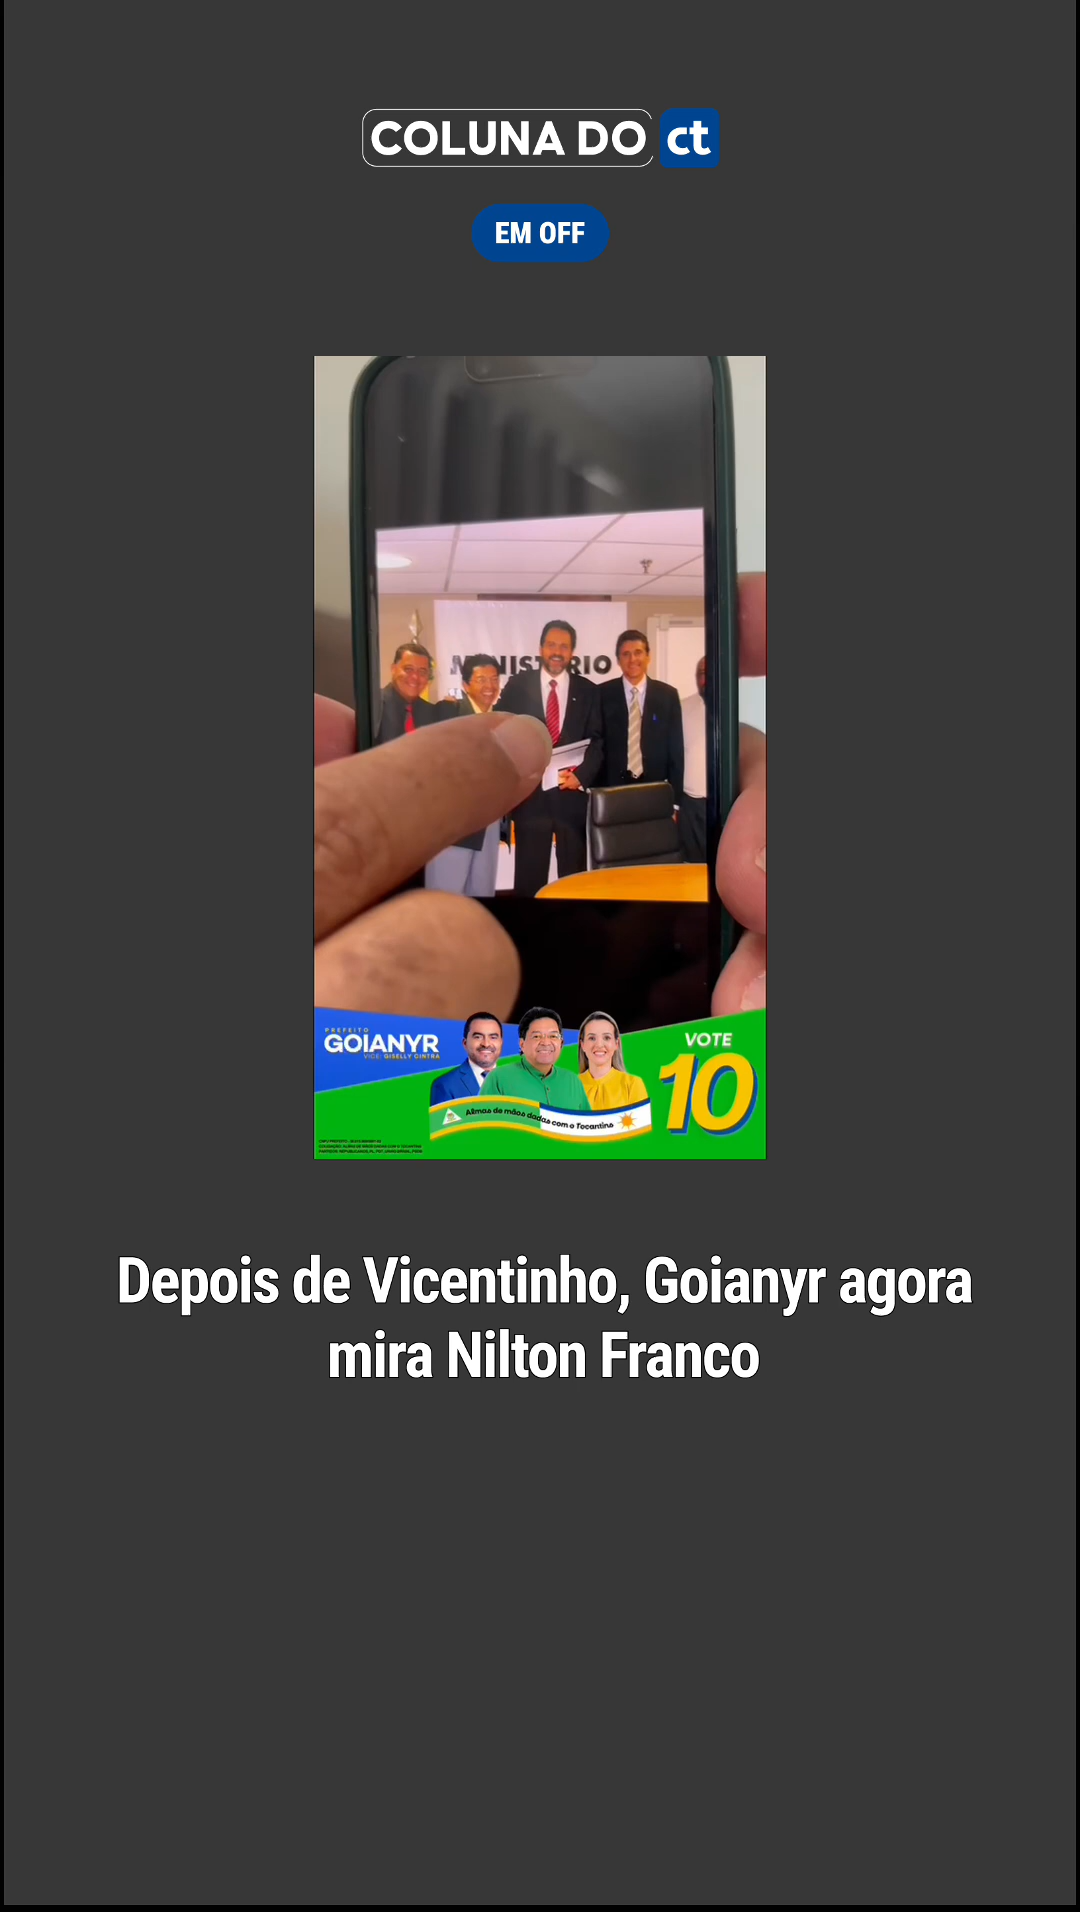 COLUNA DO ct
EM OFF
MINISTÉRIO
PREFEITO
GOIANYR
VICE: GISELLY CINTRA
VOTE
10
Almas de mãos dadas com o Tocantins
Depois de Vicentinho, Goianyr agora
mira Nilton Franco